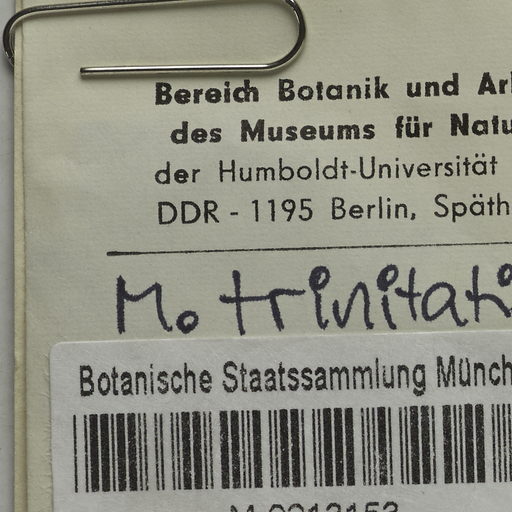 Bereich Botanik und Ar
des Museums für Natu
der Humboldt-Universität
DDR - 1195 Berlin, Späth
M. trinitati
Botanische Staatssammlung Münch